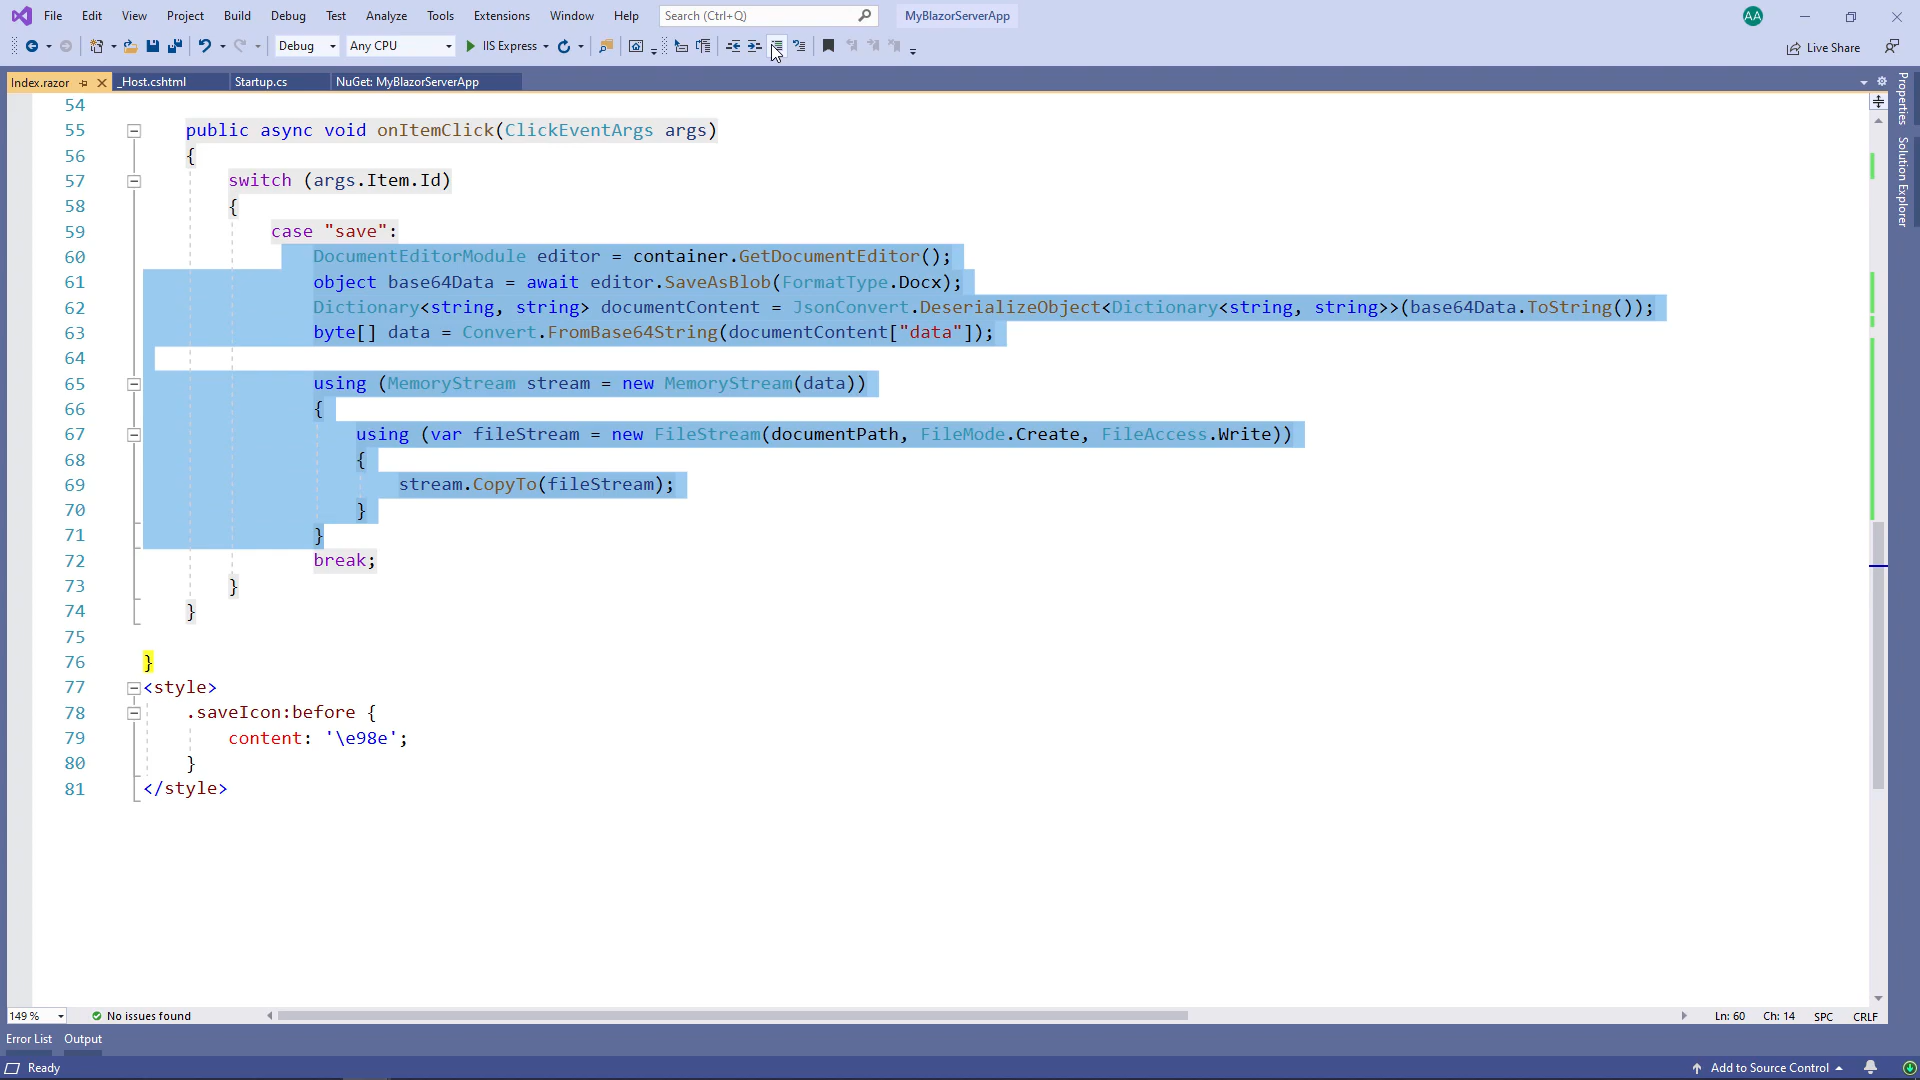 File Edit View Project Build Debug Test Analyze Tools Extensions Window Help Search (Ctrl+Q) MyBlazorServerApp AA
Debug Any CPU IIS Express Live Share
Index.razor _Host.cshtml Startup.cs NuGet: MyBlazorServerApp
Properties
Solution Explorer
54
55 public async void onItemClick(ClickEventArgs args)
56 {
57 switch (args.Item.Id)
58 {
59 case "save":
60 DocumentEditorModule editor = container.GetDocumentEditor();
61 object base64Data = await editor.SaveAsBlob(FormatType.Docx);
62 Dictionary<string, string> documentContent = JsonConvert.DeserializeObject<Dictionary<string, string>>(base64Data.ToString());
63 byte[] data = Convert.FromBase64String(documentContent["data"]);
64
65 using (MemoryStream stream = new MemoryStream(data))
66 {
67 using (var fileStream = new FileStream(documentPath, FileMode.Create, FileAccess.Write))
68 {
69 stream.CopyTo(fileStream);
70 }
71 }
72 break;
73 }
74 }
75
76 }
77 <style>
78 .saveIcon:before {
79 content: '\e98e';
80 }
81 </style>
149 % No issues found Ln: 60 Ch: 14 SPC CRLF
Error List Output
Ready Add to Source Control